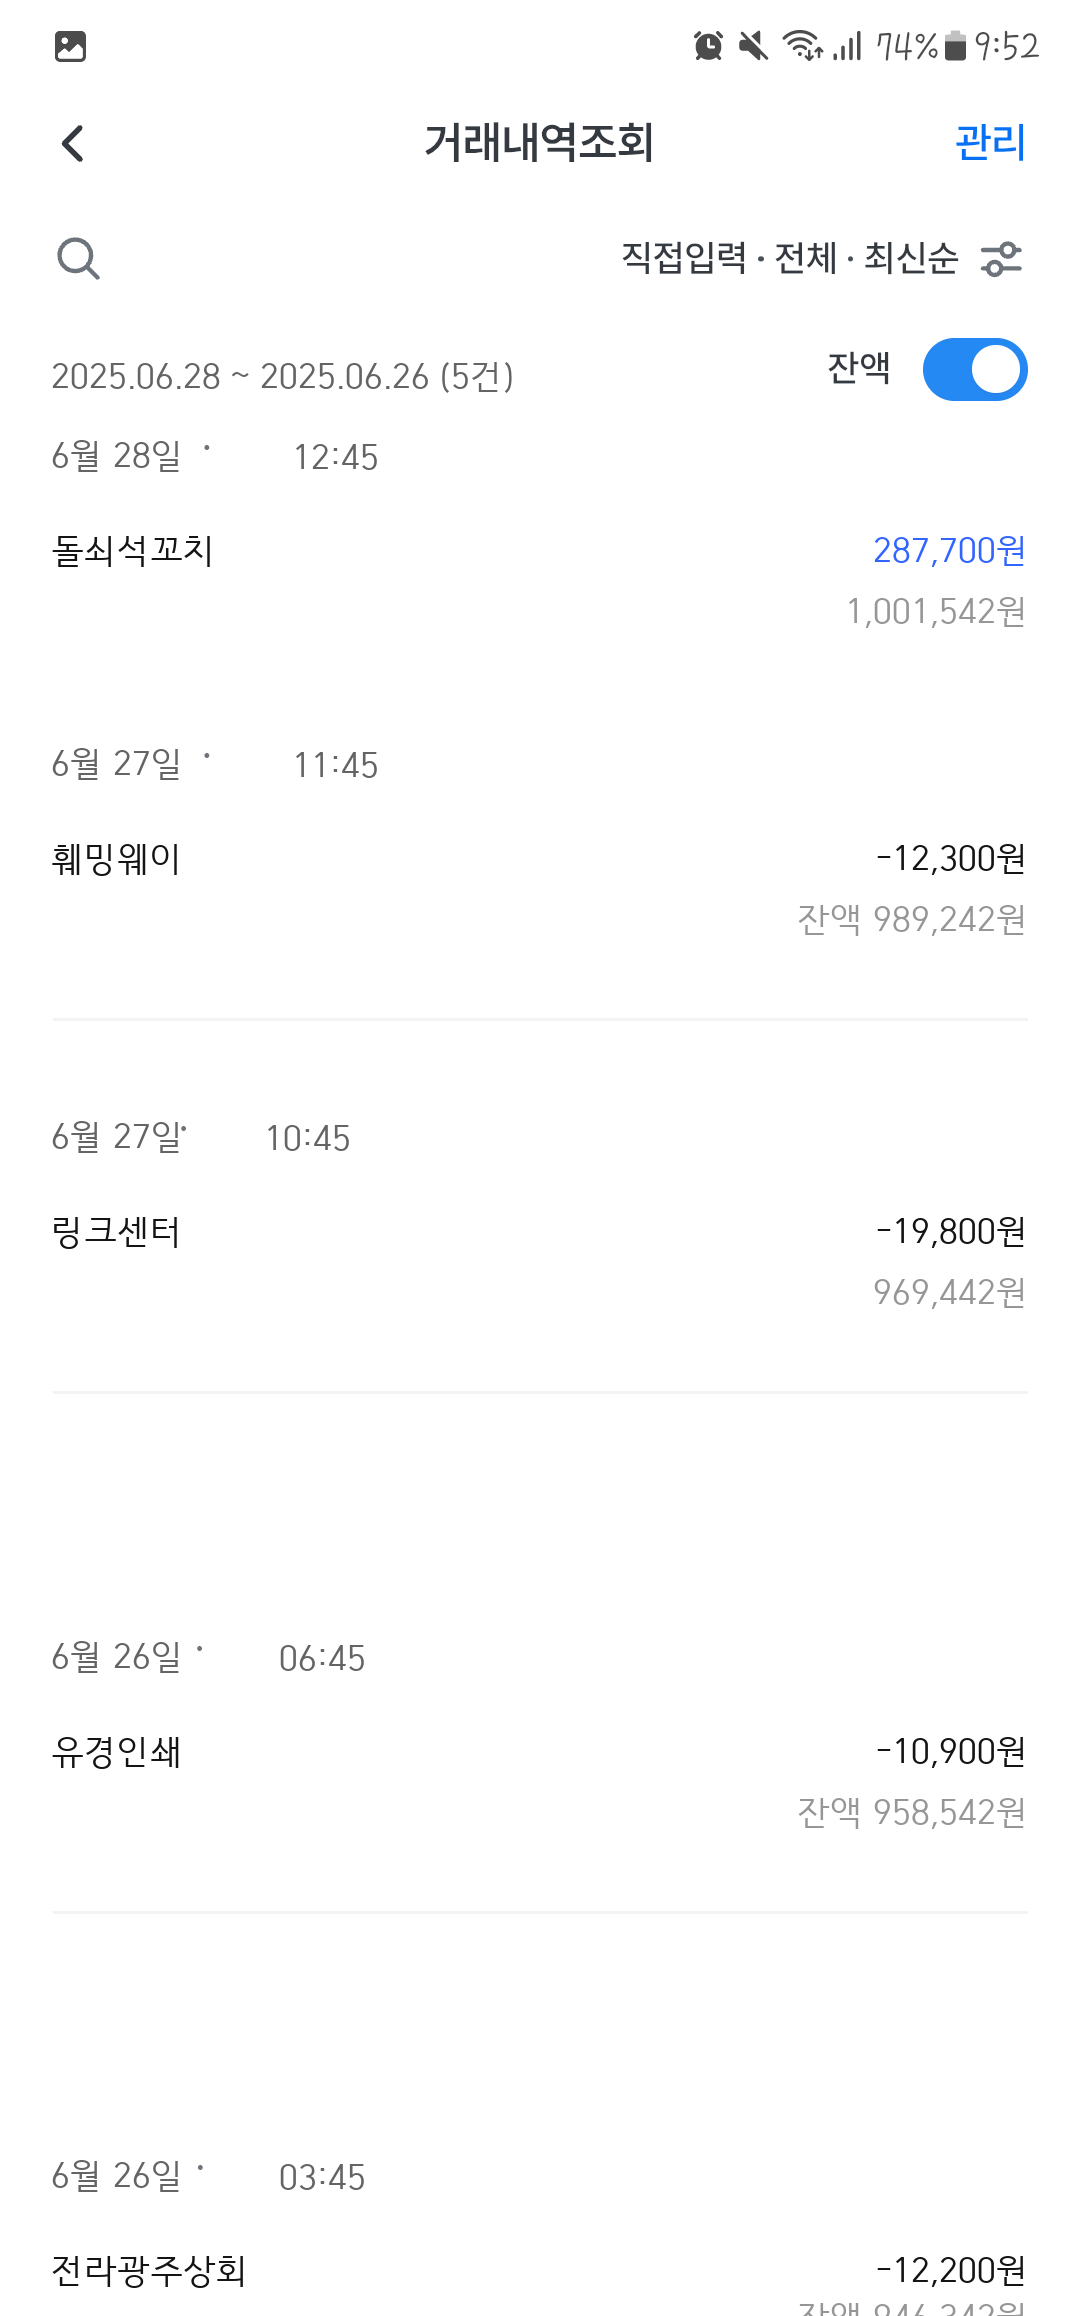 74% 9:52
거래내역조회 관리
직접입력 · 전체 · 최신순
2025.06.28 ~ 2025.06.26 (5건) 잔액
6월 28일 · 12:45
돌쇠석꼬치 287,700원
1,001,542원
6월 27일 · 11:45
훼밍웨이 -12,300원
잔액 989,242원
6월 27일· 10:45
링크센터 -19,800원
969,442원
6월 26일 · 06:45
유경인쇄 -10,900원
잔액 958,542원
6월 26일 · 03:45
전라광주상회 -12,200원
잔액 946,342원